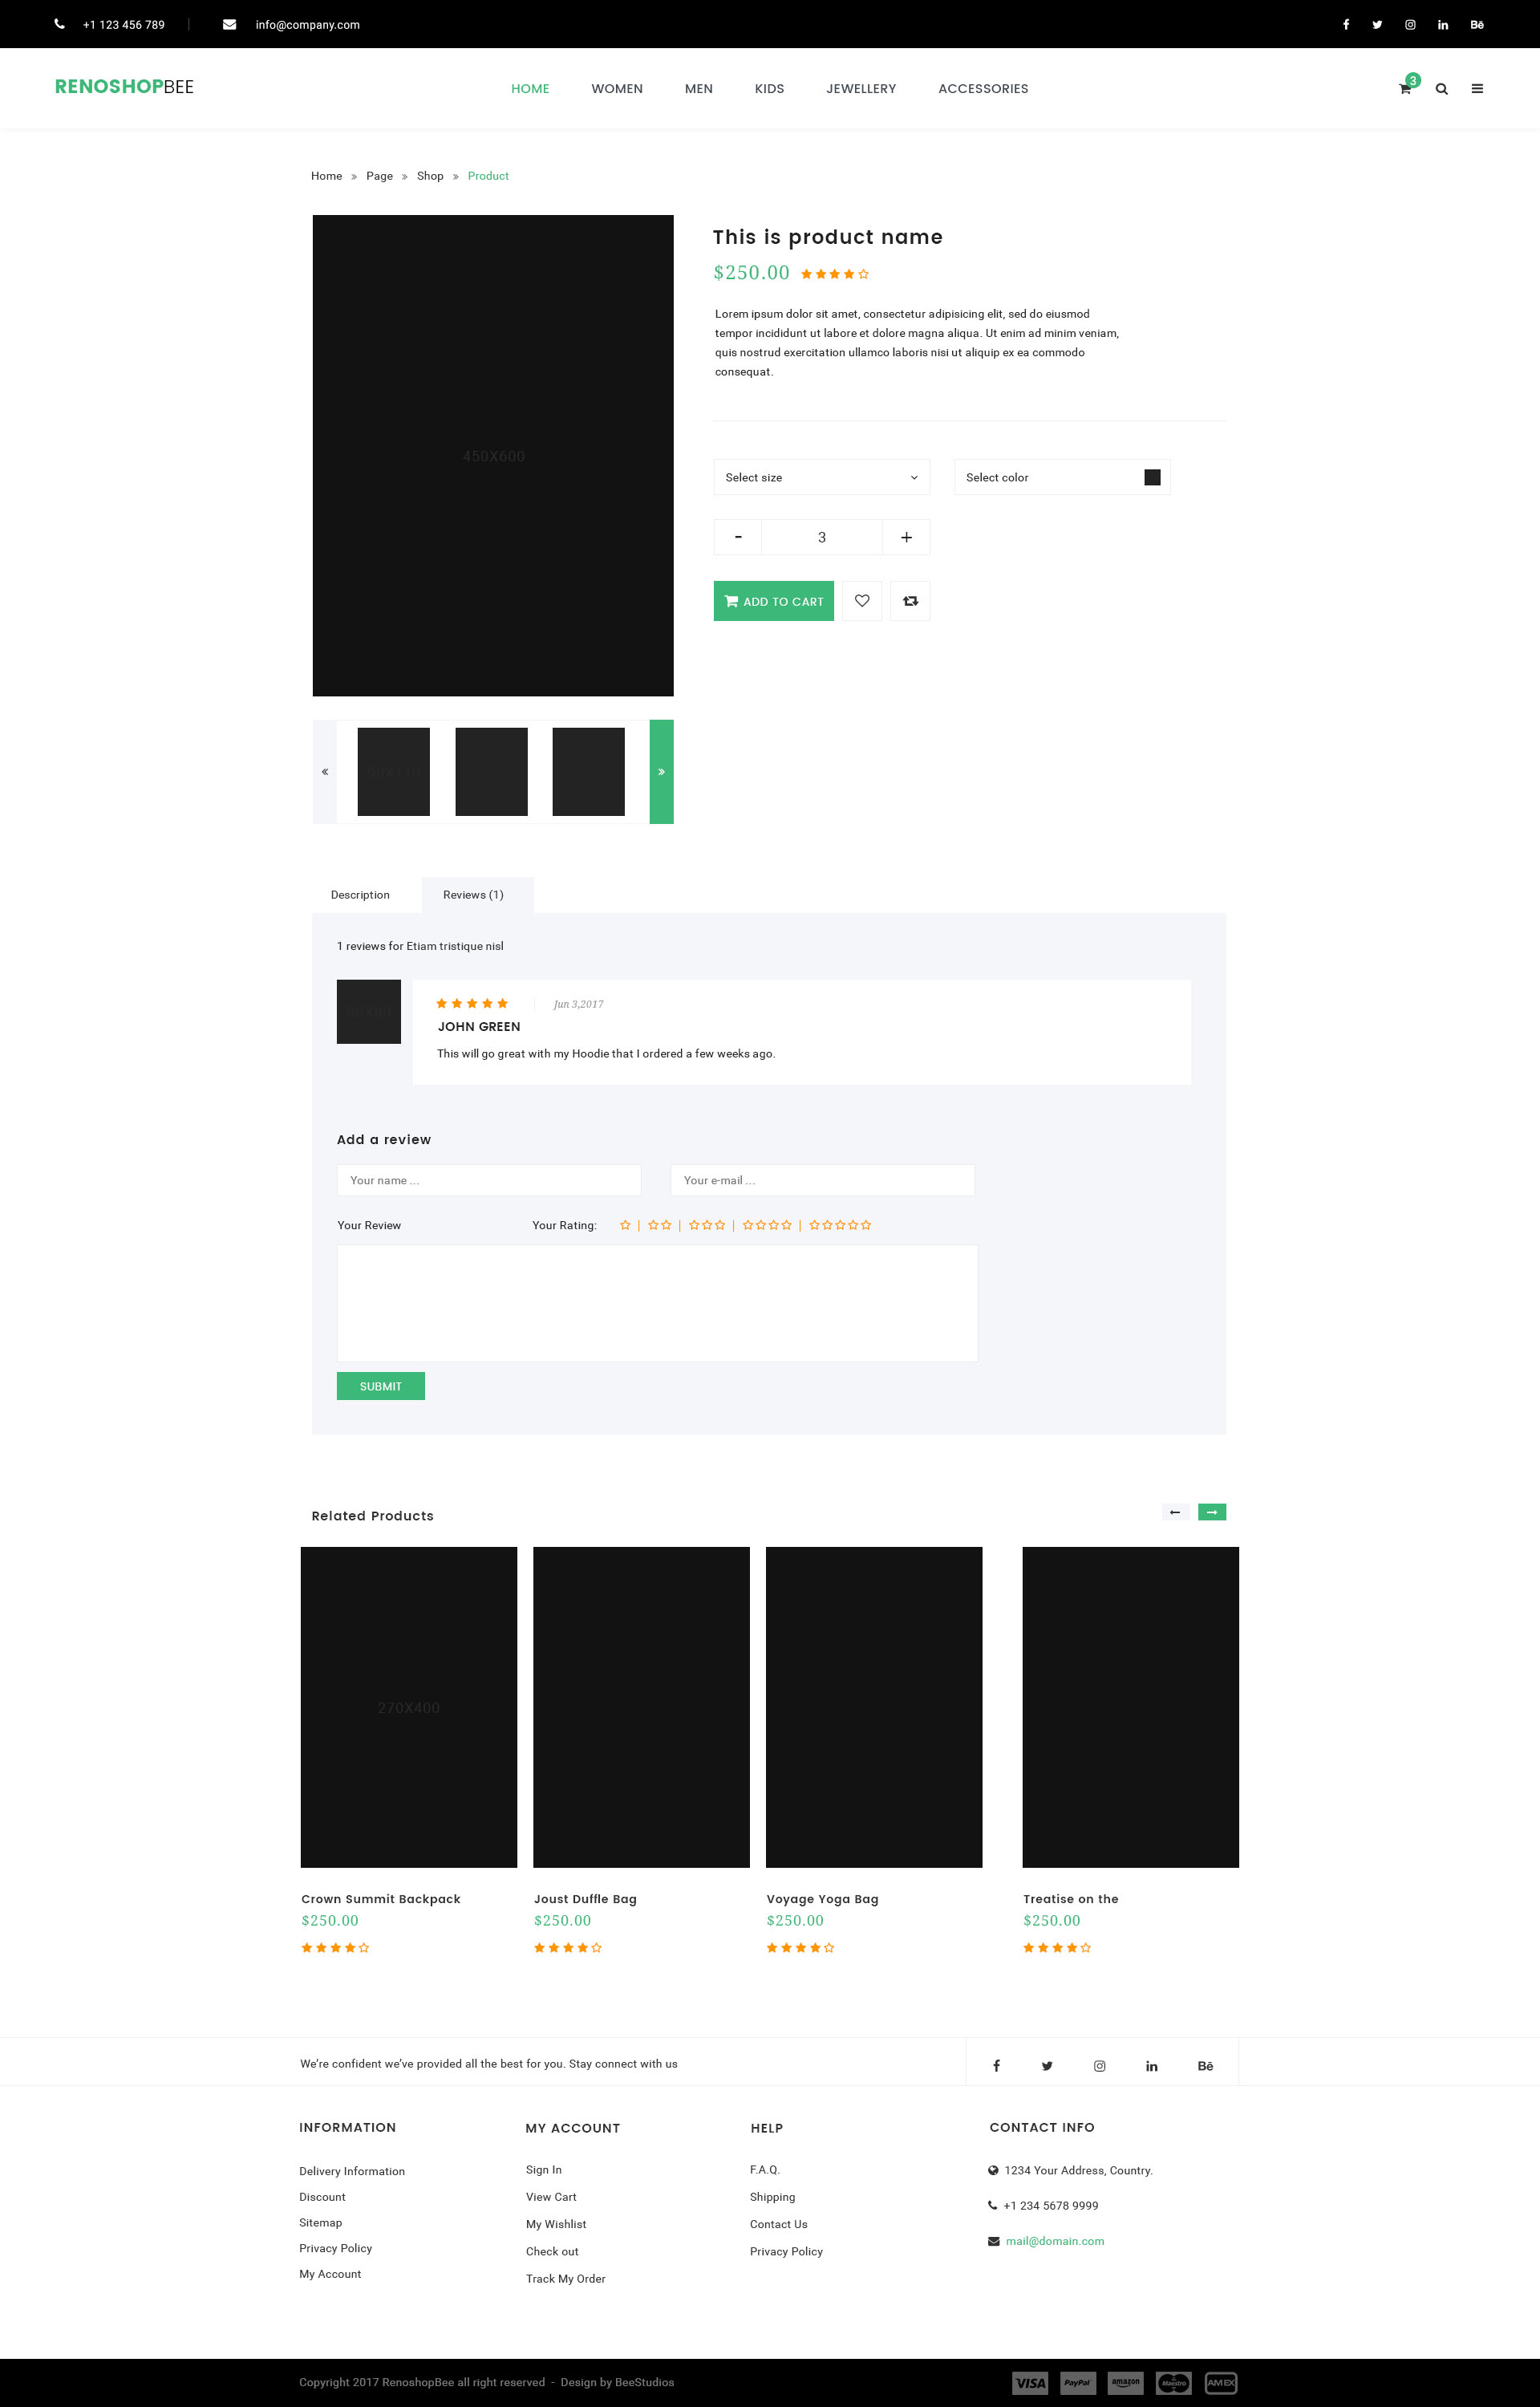 +1 123 456 789 | info@company.com
RENOSHOPBEE
HOME WOMEN MEN KIDS JEWELLERY ACCESSORIES
3
Home » Page » Shop » Product
450X600
This is product name
$250.00
Lorem ipsum dolor sit amet, consectetur adipisicing elit, sed do eiusmod
tempor incididunt ut labore et dolore magna aliqua. Ut enim ad minim veniam,
quis nostrud exercitation ullamco laboris nisi ut aliquip ex ea commodo
consequat.
Select size
Select color
- 3 +
ADD TO CART
Description
Reviews (1)
1 reviews for Etiam tristique nisl
Jun 3,2017
JOHN GREEN
This will go great with my Hoodie that I ordered a few weeks ago.
Add a review
Your name ...
Your e-mail ...
Your Review
Your Rating:
SUBMIT
Related Products
270X400
Crown Summit Backpack
$250.00
Joust Duffle Bag
$250.00
Voyage Yoga Bag
$250.00
Treatise on the
$250.00
We’re confident we’ve provided all the best for you. Stay connect with us
INFORMATION
Delivery Information
Discount
Sitemap
Privacy Policy
My Account
MY ACCOUNT
Sign In
View Cart
My Wishlist
Check out
Track My Order
HELP
F.A.Q.
Shipping
Contact Us
Privacy Policy
CONTACT INFO
1234 Your Address, Country.
+1 234 5678 9999
mail@domain.com
Copyright 2017 RenoshopBee all right reserved - Design by BeeStudios
VISA PayPal amazon Maestro AMEX